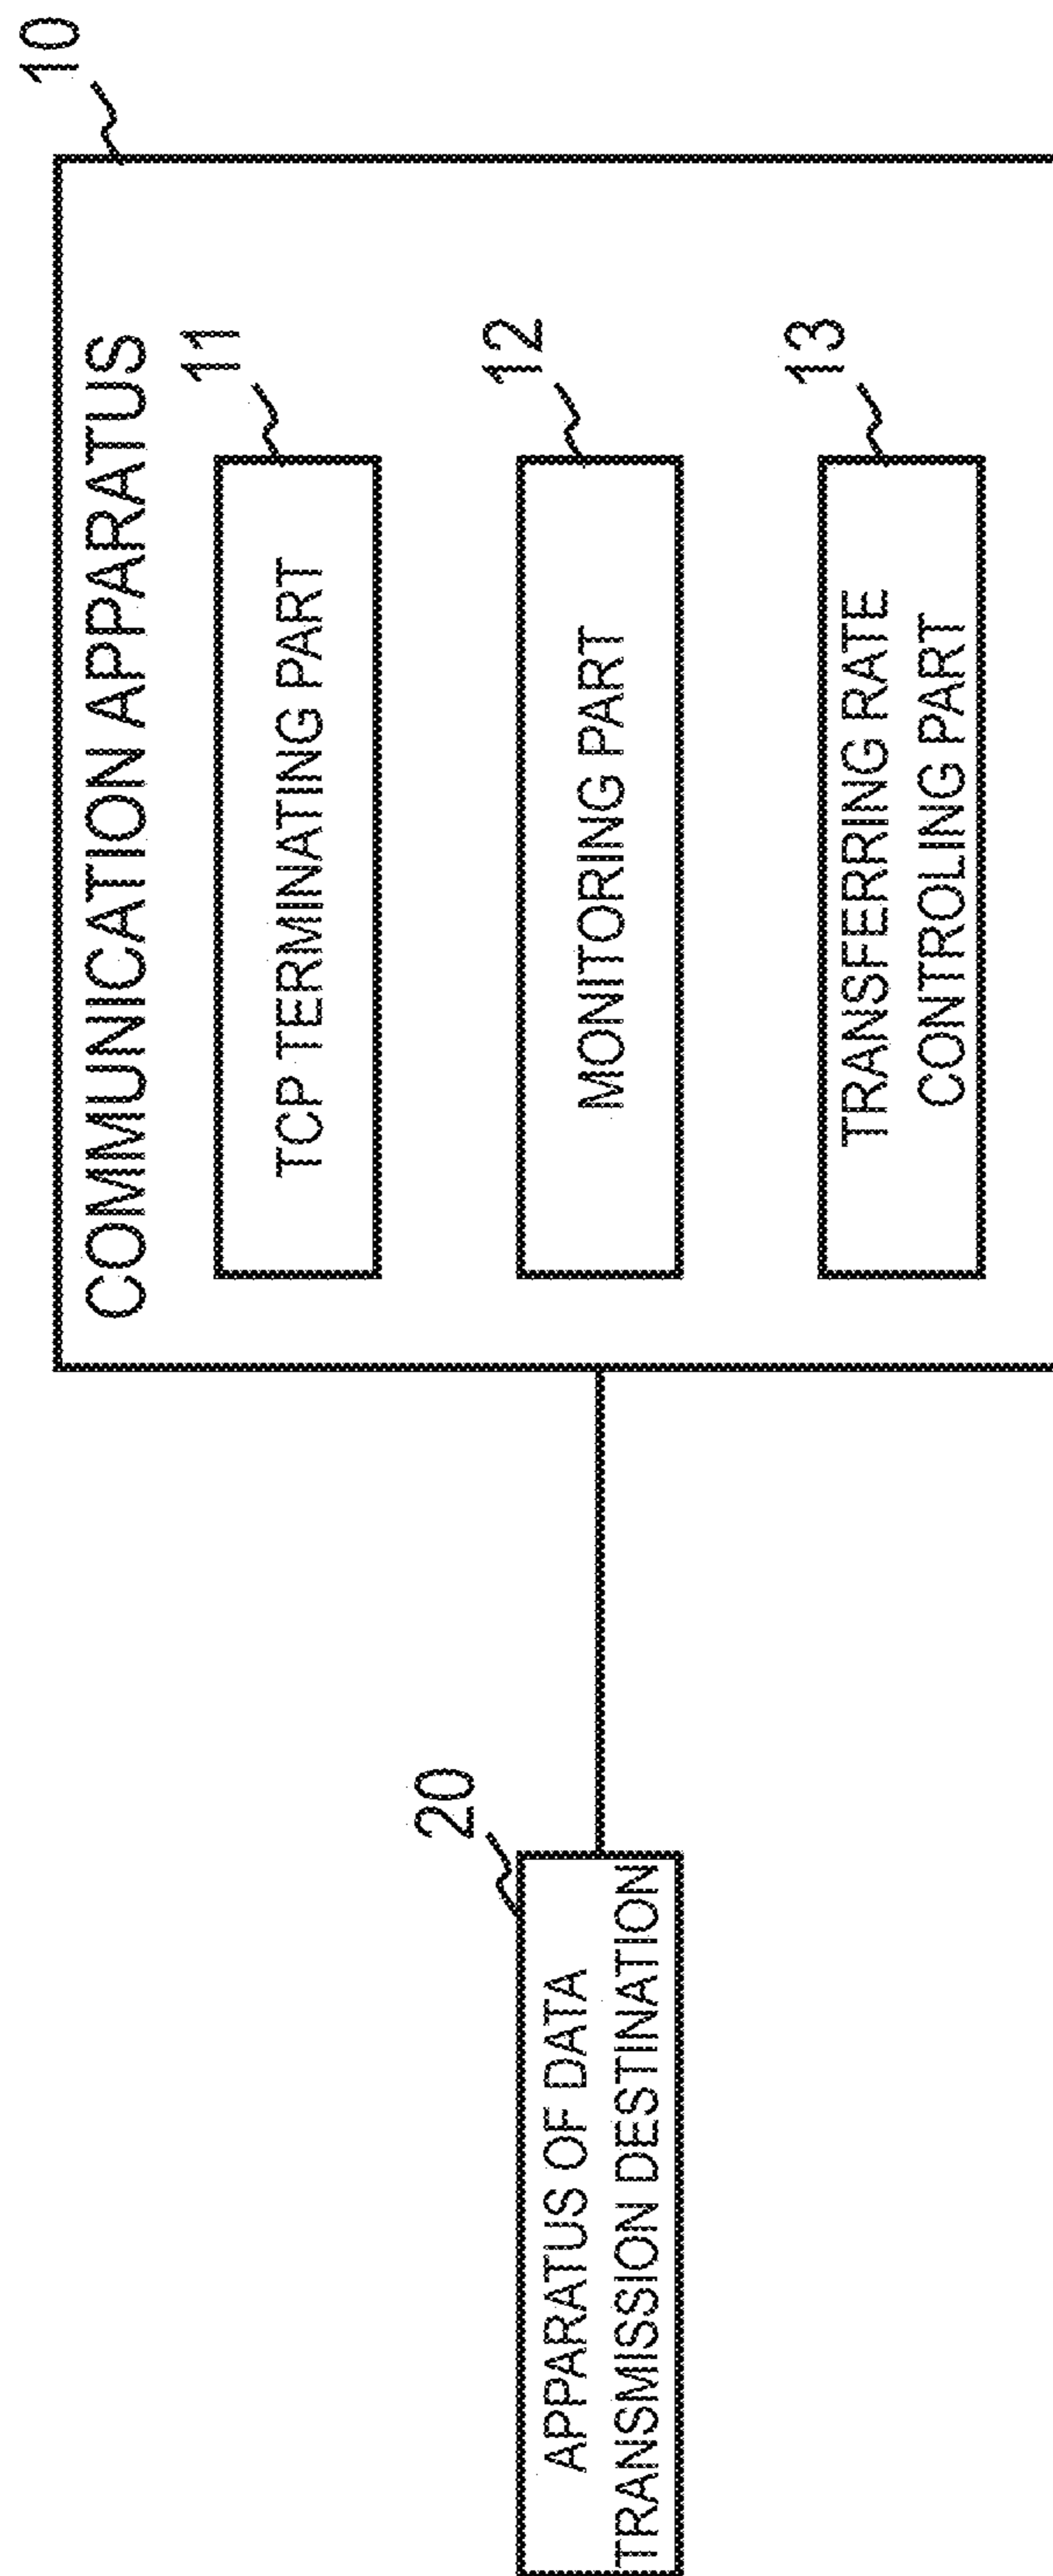 10
COMMUNICATION APPARATUS
11
TCP TERMINATING PART
20
APPARATUS OF DATA
TRANSMISSION DESTINATION
12
MONITORING PART
13
TRANSFERRING RATE
CONTROLING PART